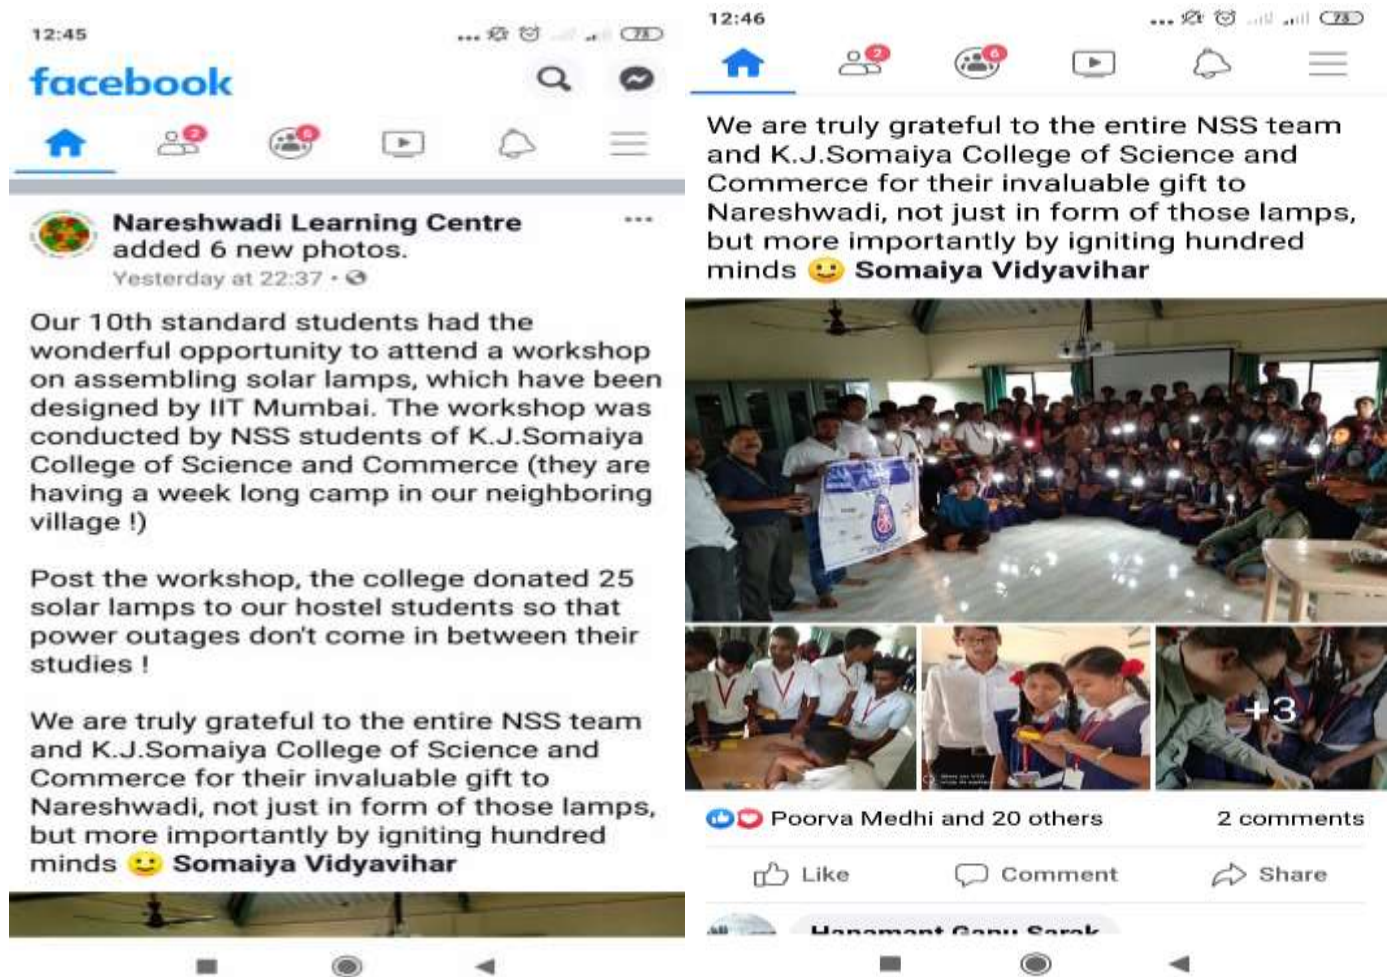 12:45
73
facebook
2
6
Nareshwadi Learning Centre
added 6 new photos.
Yesterday at 22:37 •
Our 10th standard students had the
wonderful opportunity to attend a workshop
on assembling solar lamps, which have been
designed by IIT Mumbai. The workshop was
conducted by NSS students of K.J.Somaiya
College of Science and Commerce (they are
having a week long camp in our neighboring
village !)
Post the workshop, the college donated 25
solar lamps to our hostel students so that
power outages don't come in between their
studies !
We are truly grateful to the entire NSS team
and K.J.Somaiya College of Science and
Commerce for their invaluable gift to
Nareshwadi, not just in form of those lamps,
but more importantly by igniting hundred
minds 🙂 Somaiya Vidyavihar
12:46
73
2
6
We are truly grateful to the entire NSS team
and K.J.Somaiya College of Science and
Commerce for their invaluable gift to
Nareshwadi, not just in form of those lamps,
but more importantly by igniting hundred
minds 🙂 Somaiya Vidyavihar
+3
Poorva Medhi and 20 others
2 comments
Like
Comment
Share
Hanamant Ganu Sarak